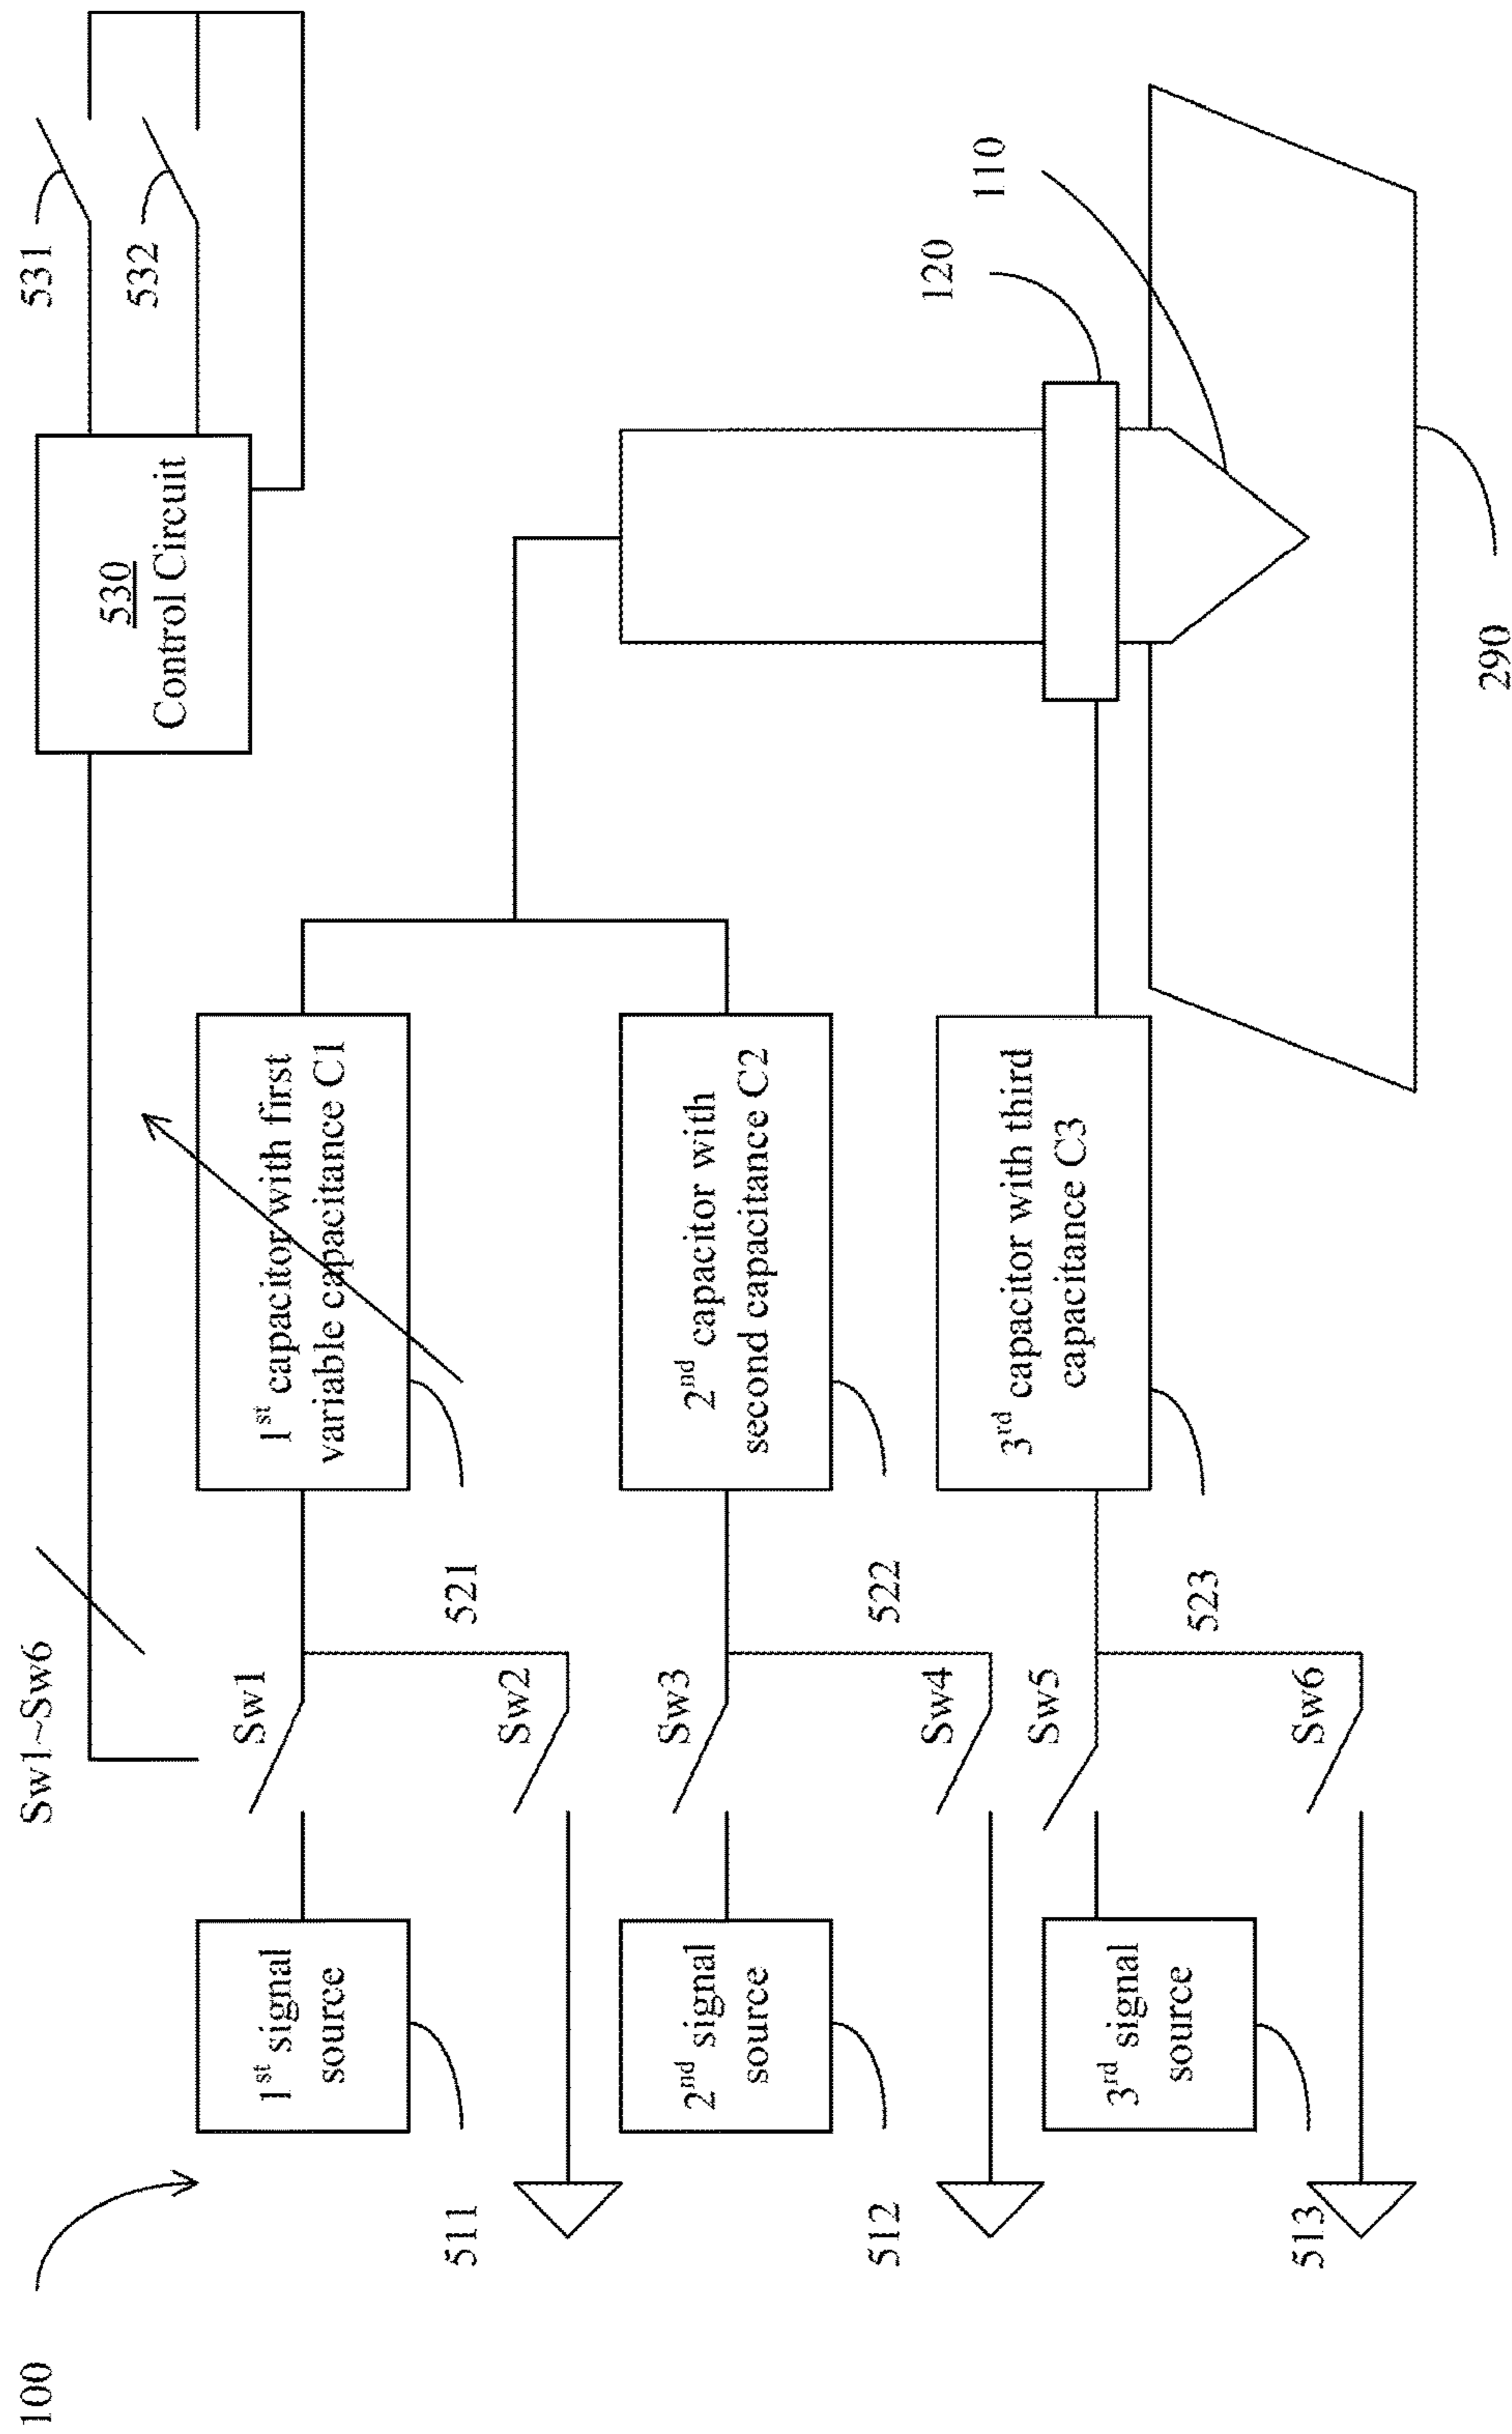 100
Sw1~Sw6
530
Control Circuit
531
532
1st signal
source
511
Sw1
Sw2
1st capacitor with first
variable capacitance C1
521
2nd signal
source
512
Sw3
Sw4
2nd capacitor with
second capacitance C2
522
3rd signal
source
513
Sw5
Sw6
3rd capacitor with third
capacitance C3
523
120
110
290